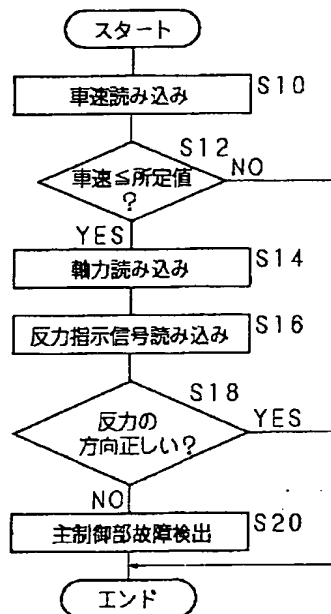 スタート
車速読み込み
S10
S12
車速≦所定値
?
NO
YES
軸力読み込み
S14
反力指示信号読み込み
S16
S18
反力の
方向正しい?
YES
NO
主制御部故障検出
S20
エンド